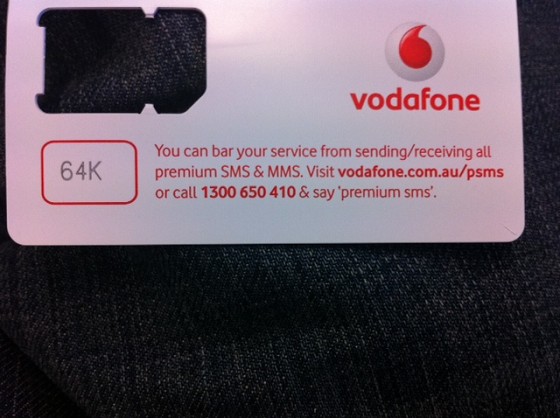 vodafone
64K
You can bar your service from sending/receiving all
premium SMS & MMS. Visit vodafone.com.au/psms
or call 1300 650 410 & say 'premium sms'.